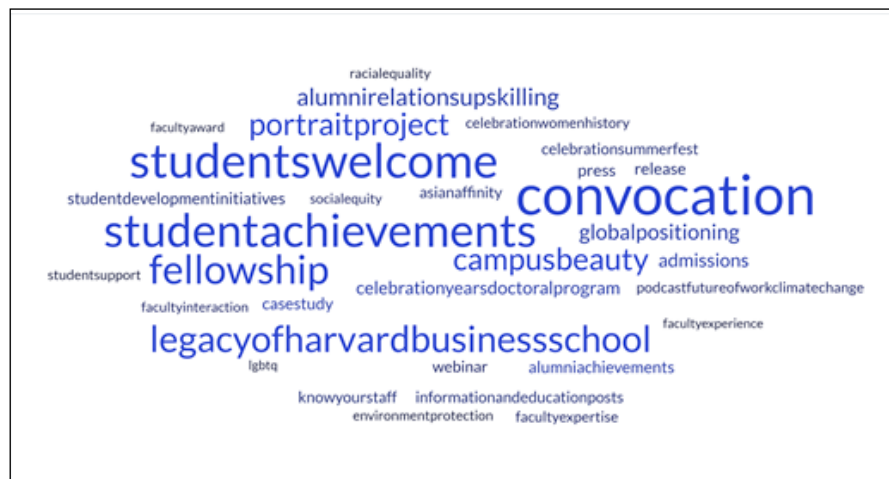 racialequality
alumnirelationsupskilling
facultyaward portraitproject celebrationwomenhistory
studentswelcome celebrationsummerfest
press release
studentdevelopmentinitiatives socialequity asianaffinity convocation
studentachievements globalpositioning
studentsupport fellowship campusbeauty admissions
celebrationyearsdoctoralprogram podcastfutureofworkclimatechange
facultyinteraction casestudy
legacyofharvardbusinessschool facultyexperience
lgbtq webinar alumniachievements
knowyourstaff informationandeducationposts
environmentprotection facultyexpertise